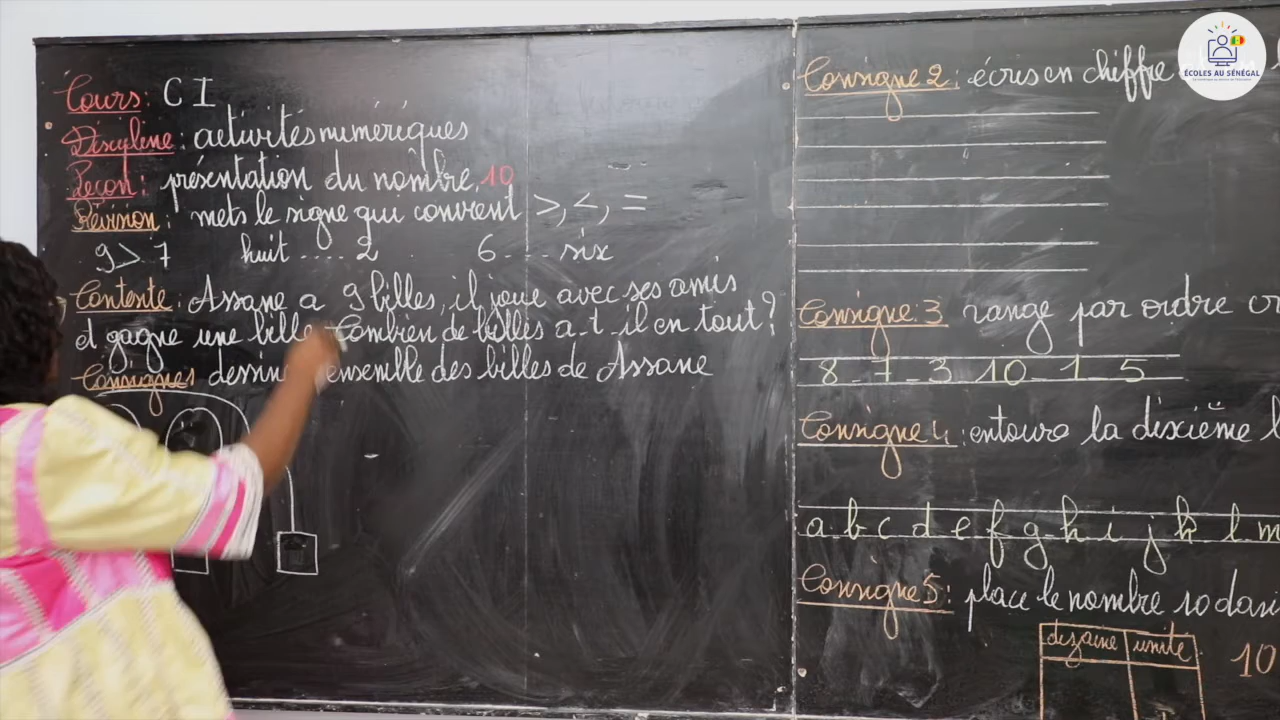 Cours : CI
Discipline : activités numériques
Leçon : présentation du nombre 10
Révision : mets le signe qui convient >, <, =
9 > 7 huit .... 2 6 .... six
Contexte : Assane a 9 billes, il joue avec ses amis
et gagne une bille Combien de billes a-t-il en tout ?
Consigne 1 dessine ensemble des billes de Assane
Consigne 2 : écris en chiffre
Consigne 3 range par ordre cr
8 - 7 - 3 - 10 - 1 - 5
Consigne 4 : entoure la dixième l
a b c d e f g h i j k l m
Consigne 5 : place le nombre 10 dans
dizaine unité
10
ÉCOLES AU SÉNÉGAL